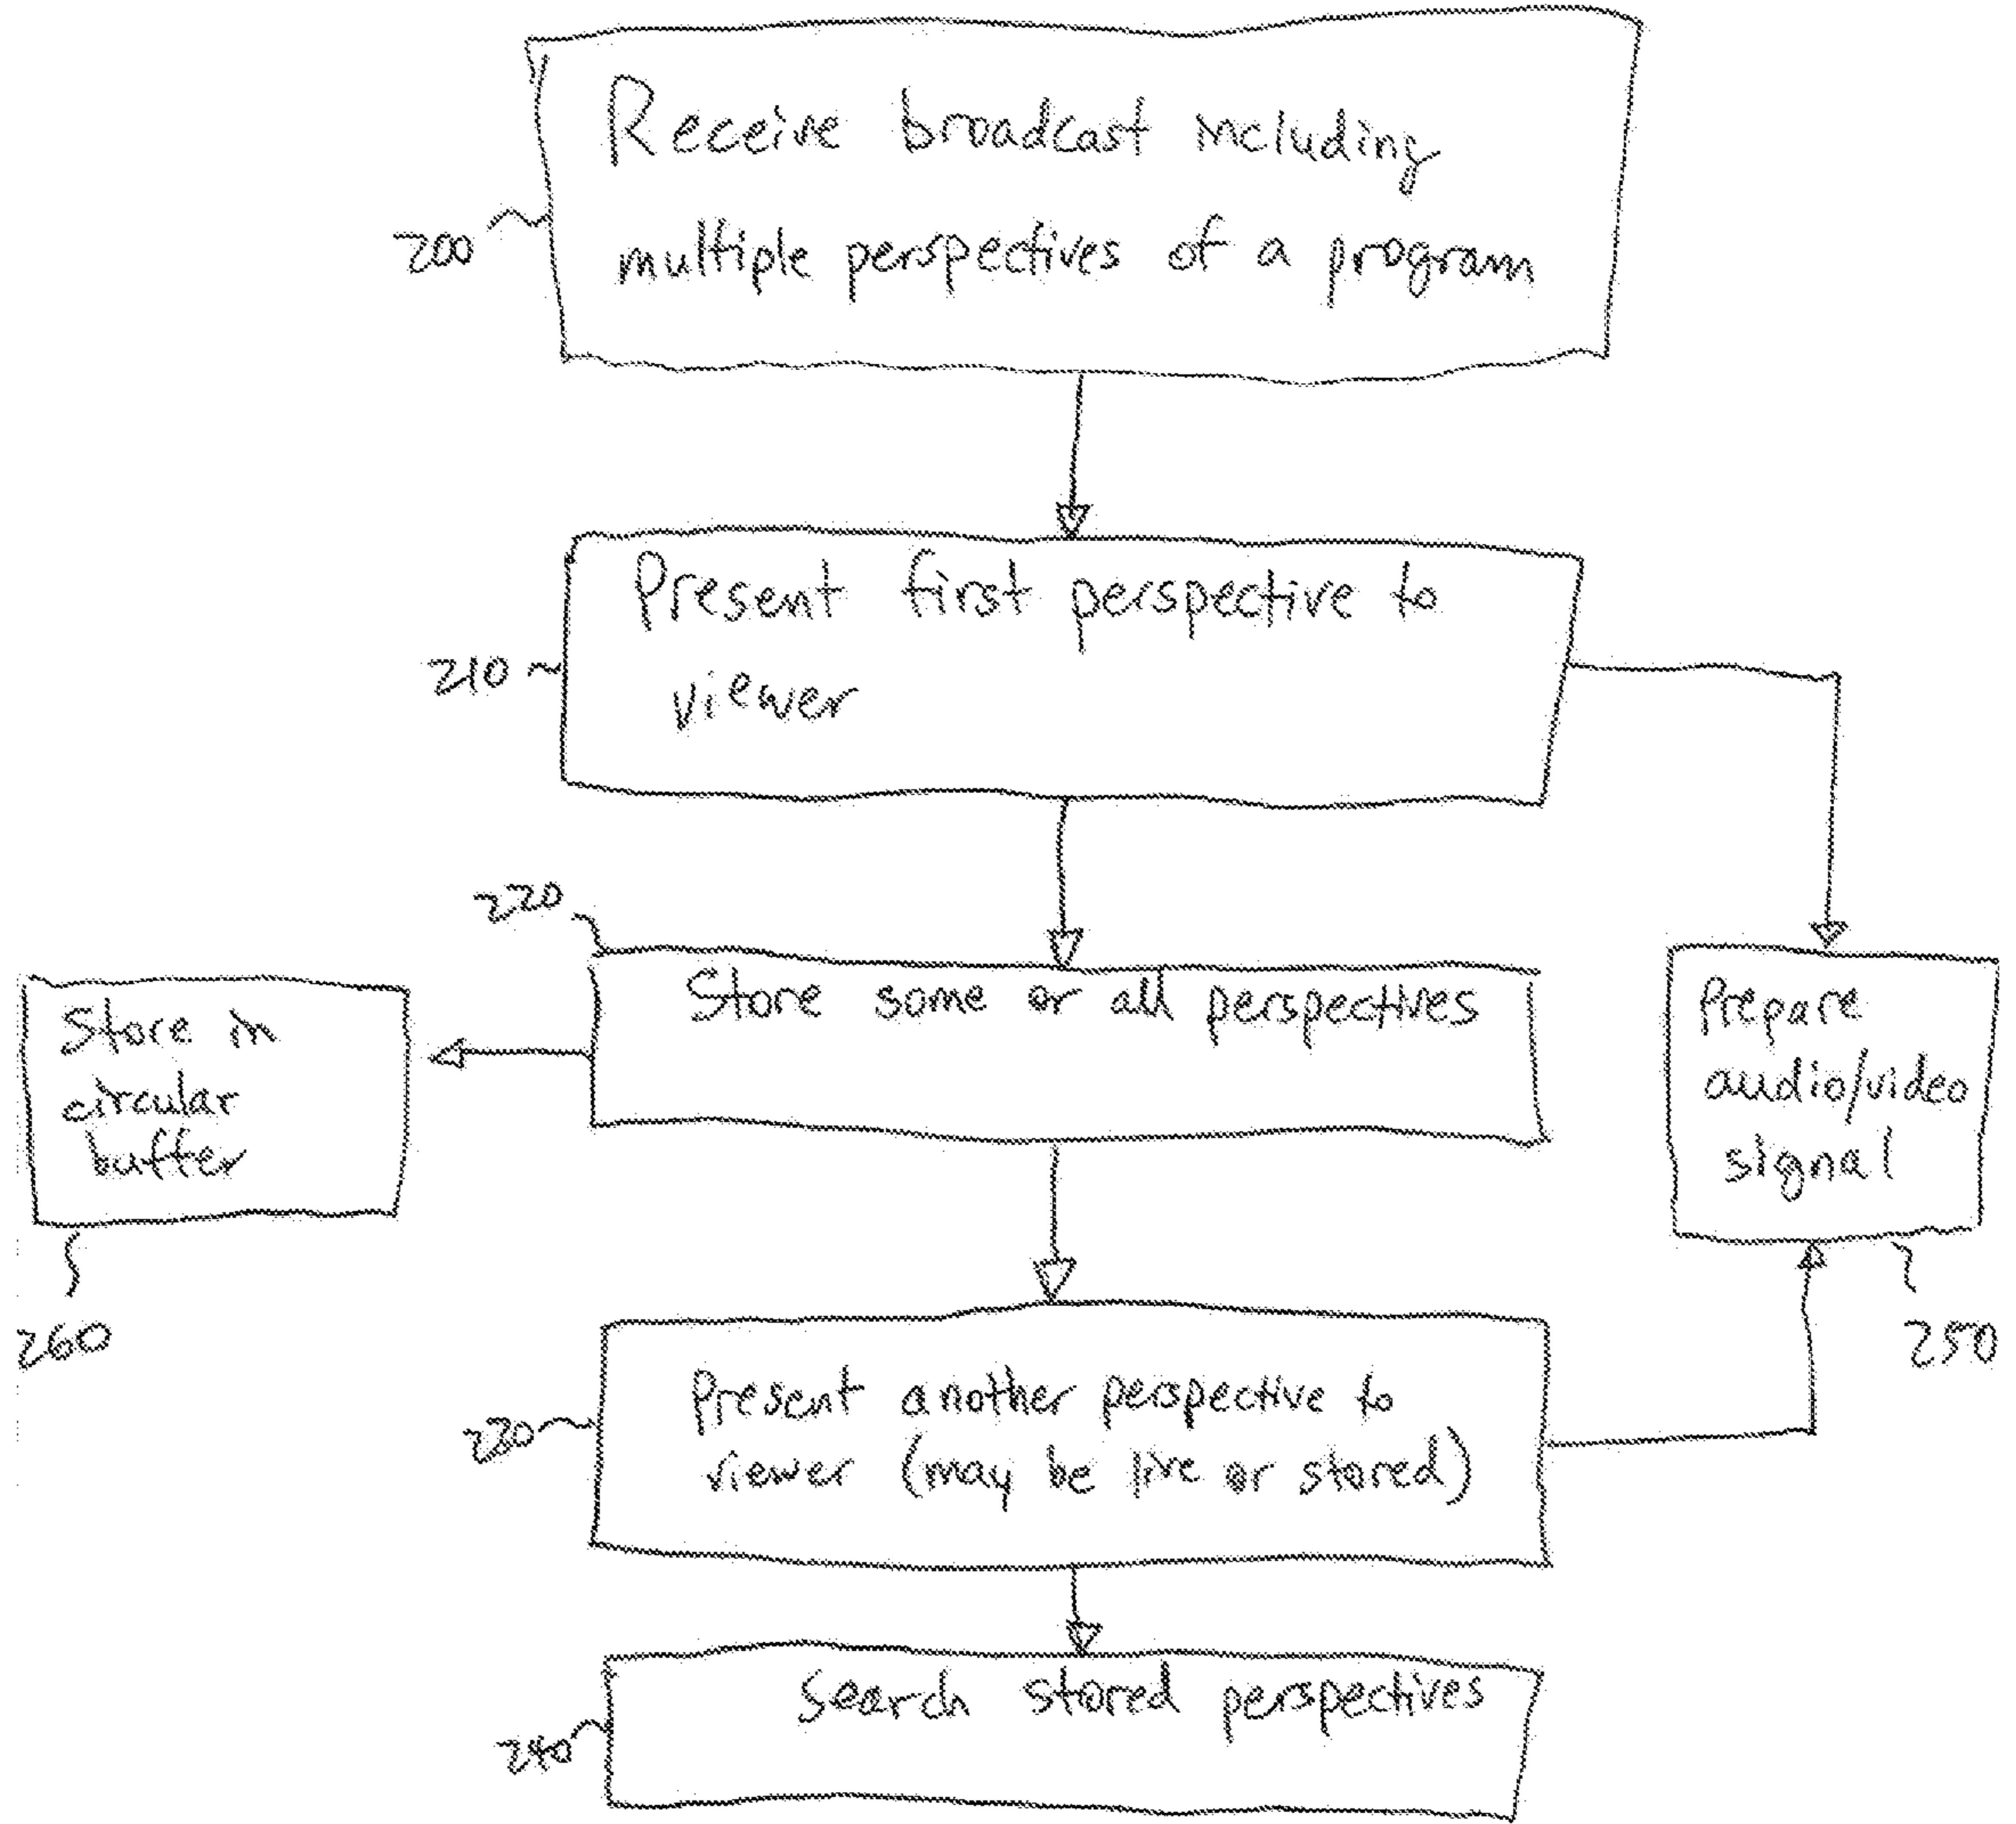 Receive broadcast including
multiple perspectives of a program
200
Present first perspective to
viewer
210
220
Store some or all perspectives
Store in
circular
buffer
260
Prepare
audio/video
signal
250
Present another perspective to
viewer (may be live or stored)
230
Search stored perspectives
240